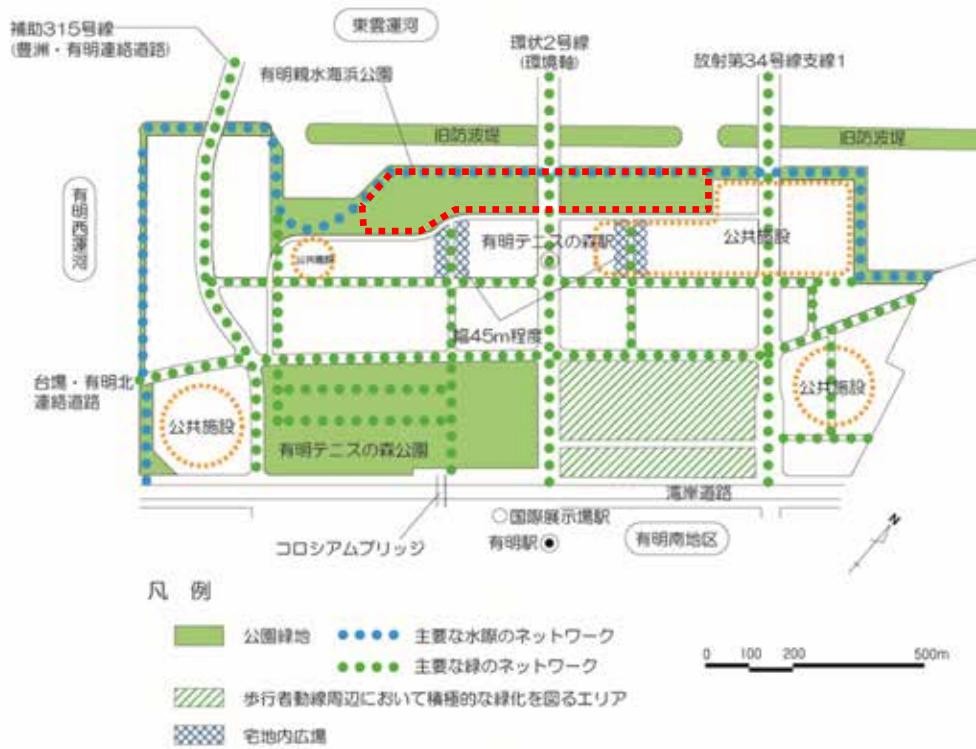 補助315号線
(豊洲・有明連絡道路)
東雲運河
環状2号線
(環境軸)
放射第34号線支線1
有明親水海浜公園
旧防波堤
旧防波堤
有明西運河
有明テニスの森駅
公共施設
公共施設
幅45m程度
台場・有明北
連絡道路
公共施設
公共施設
有明テニスの森公園
湾岸道路
国際展示場駅
コロシアムブリッジ
有明駅
有明南地区
N
凡 例
公園緑地
主要な水際のネットワーク
主要な緑のネットワーク
0 100 200 500m
歩行者動線周辺において積極的な緑化を図るエリア
宅地内広場